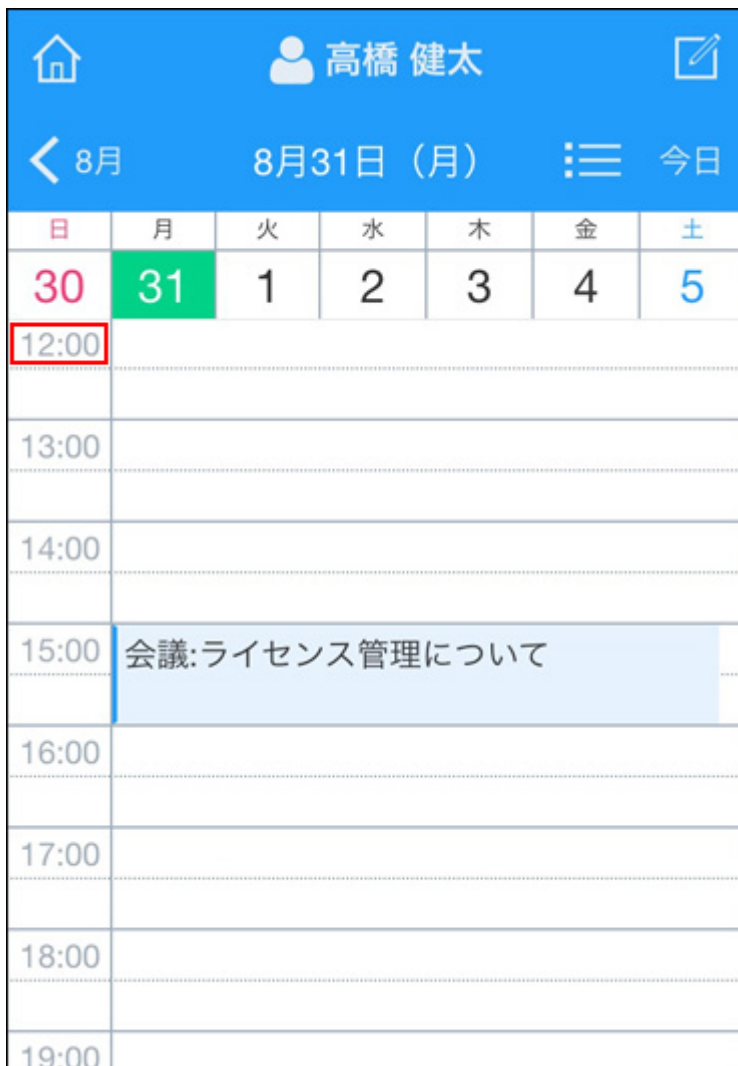 高橋 健太
8月 8月31日（月） 今日
日 月 火 水 木 金 土
30 31 1 2 3 4 5
12:00
13:00
14:00
15:00 会議:ライセンス管理について
16:00
17:00
18:00
19:00